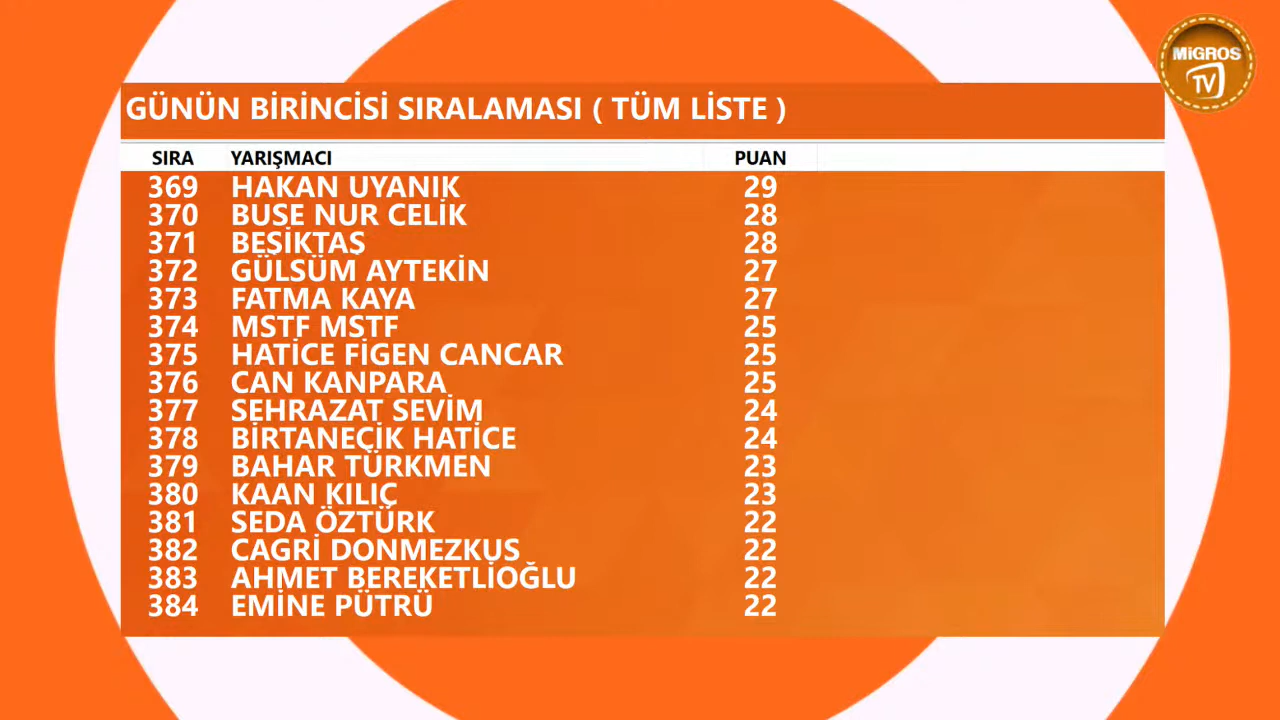 MiGROS
TV
GÜNÜN BİRİNCİSİ SIRALAMASI ( TÜM LİSTE )
SIRA YARIŞMACI PUAN
369 HAKAN UYANIK 29
370 BUSE NUR CELİK 28
371 BEŞİKTAŞ 28
372 GÜLSÜM AYTEKİN 27
373 FATMA KAYA 27
374 MSTF MSTF 25
375 HATİCE FİGEN CANCAR 25
376 CAN KANPARA 25
377 ŞEHRAZAT SEVİM 24
378 BİRTANECİK HATİCE 24
379 BAHAR TÜRKMEN 23
380 KAAN KILIÇ 23
381 SEDA ÖZTÜRK 22
382 CAGRİ DONMEZKUŞ 22
383 AHMET BEREKETLİOĞLU 22
384 EMİNE PÜTRÜ 22